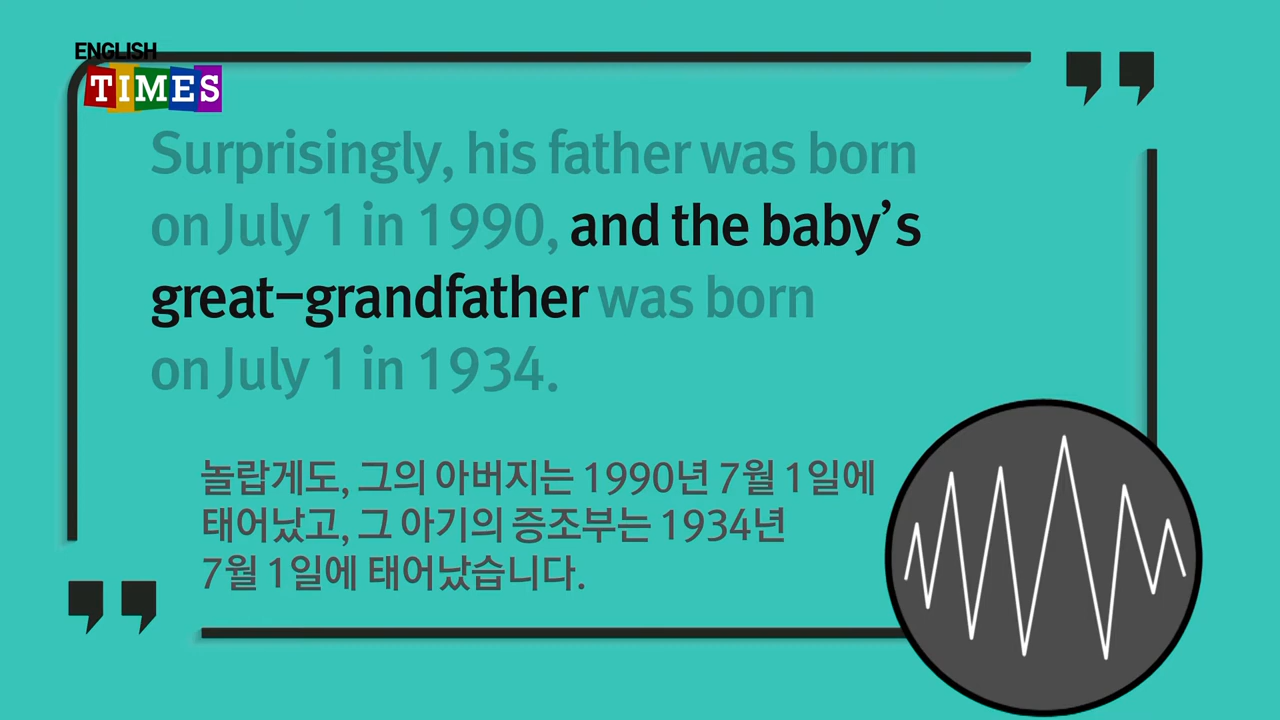 ENGLISH
TIMES
Surprisingly, his father was born
on July 1 in 1990, and the baby’s
great-grandfather was born
on July 1 in 1934.
놀랍게도, 그의 아버지는 1990년 7월 1일에
태어났고, 그 아기의 증조부는 1934년
7월 1일에 태어났습니다.